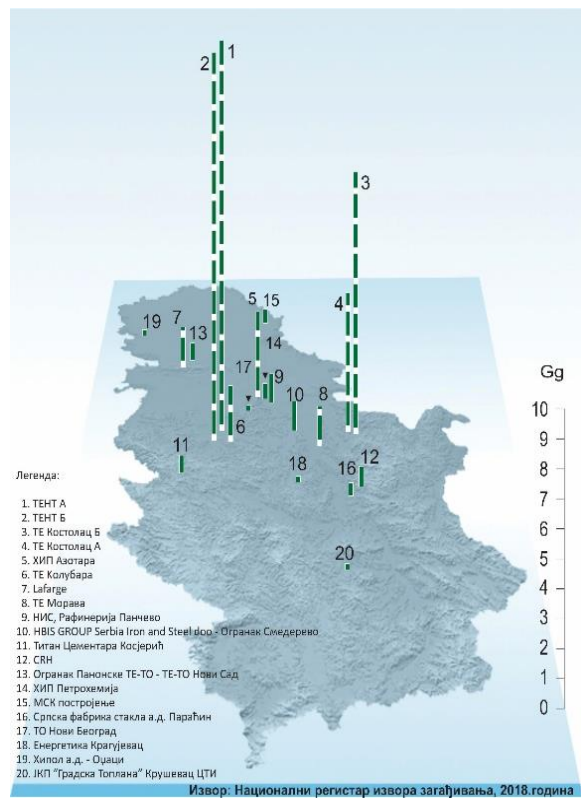 1
2
3
4
5
15
19
7
13
14
17
9
10
8
6
11
12
18
16
20
Gg
10
9
8
7
6
5
4
3
2
1
0
Легенда:
1. ТЕНТ А
2. ТЕНТ Б
3. ТЕ Костолац Б
4. ТЕ Костолац А
5. ХИП Азотара
6. ТЕ Колубара
7. Lafarge
8. ТЕ Морава
9. НИС, Рафинерија Панчево
10. HBIS GROUP Serbia Iron and Steel doo - Огранак Смедерево
11. Титан Цементара Косјерић
12. CRH
13. Огранак Панонске ТЕ-ТО - ТЕ-ТО Нови Сад
14. ХИП Петрохемија
15. МСК постројење
16. Српска фабрика стакла а.д. Параћин
17. ТО Нови Београд
18. Енергетика Крагујевац
19. Хипол а.д. - Оџаци
20. ЈКП "Градска Топлана" Крушевац ЦТИ
Извор: Национални регистар извора загађивања, 2018.година